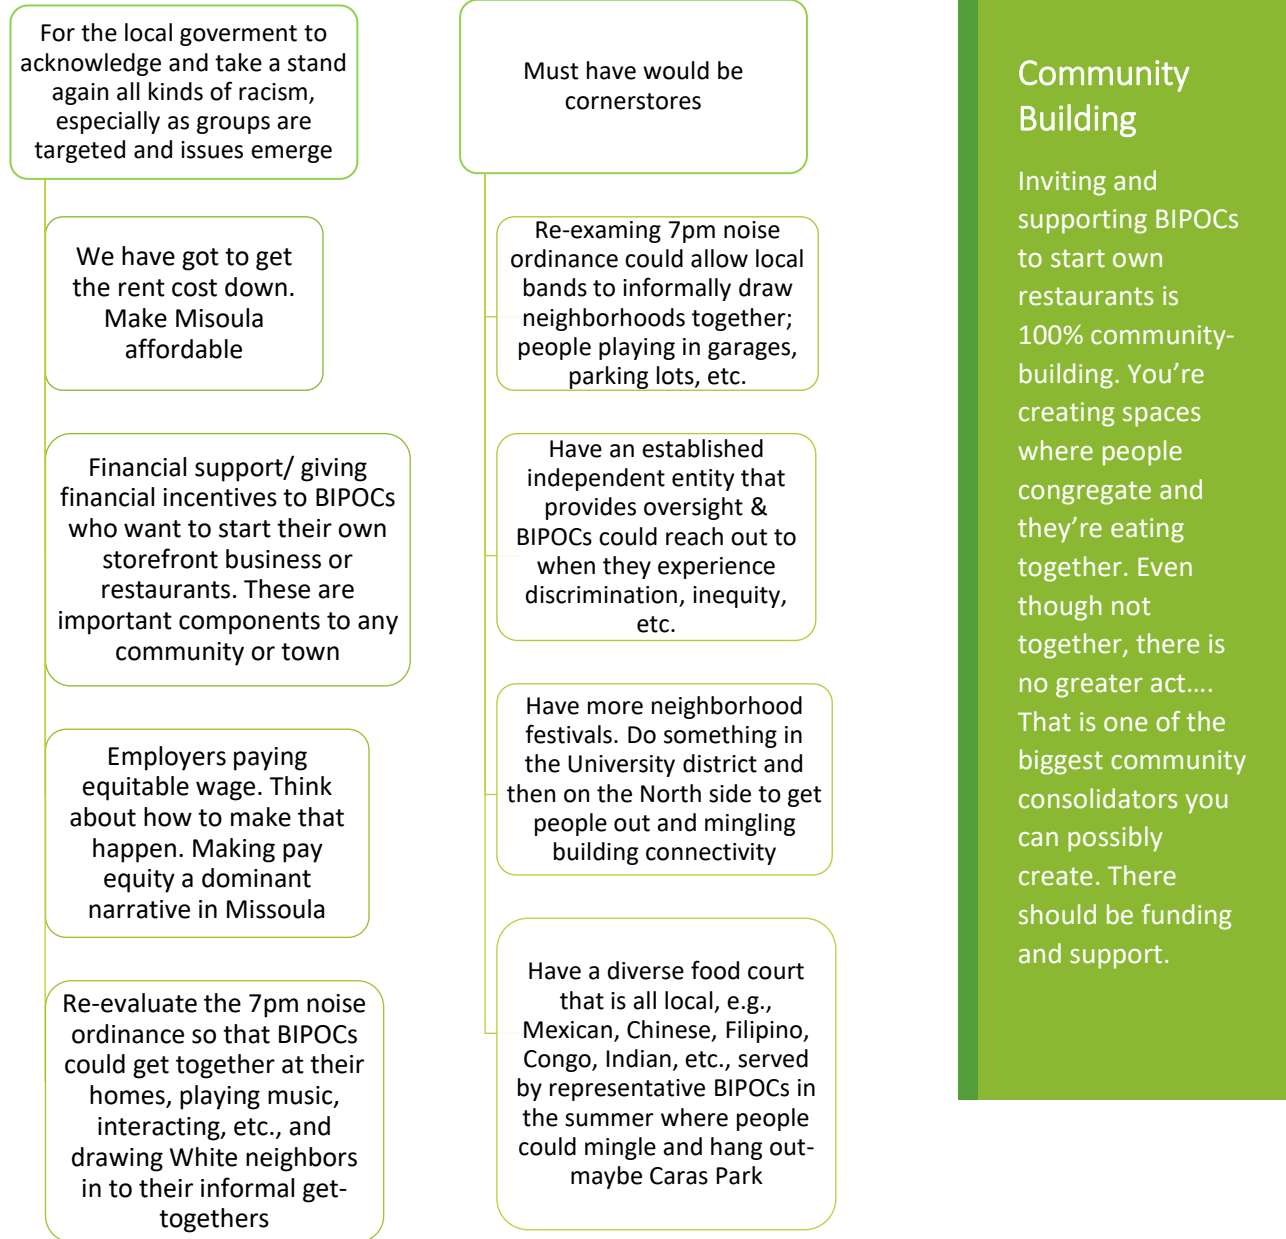 For the local goverment to
acknowledge and take a stand
again all kinds of racism,
especially as groups are
targeted and issues emerge
We have got to get
the rent cost down.
Make Misoula
affordable
Financial support/ giving
financial incentives to BIPOCs
who want to start their own
storefront business or
restaurants. These are
important components to any
community or town
Employers paying
equitable wage. Think
about how to make that
happen. Making pay
equity a dominant
narrative in Missoula
Re-evaluate the 7pm noise
ordinance so that BIPOCs
could get together at their
homes, playing music,
interacting, etc., and
drawing White neighbors
in to their informal get-
togethers
Must have would be
cornerstores
Re-examing 7pm noise
ordinance could allow local
bands to informally draw
neighborhoods together;
people playing in garages,
parking lots, etc.
Have an established
independent entity that
provides oversight &
BIPOCs could reach out to
when they experience
discrimination, inequity,
etc.
Have more neighborhood
festivals. Do something in
the University district and
then on the North side to get
people out and mingling
building connectivity
Have a diverse food court
that is all local, e.g.,
Mexican, Chinese, Filipino,
Congo, Indian, etc., served
by representative BIPOCs in
the summer where people
could mingle and hang out-
maybe Caras Park
Community
Building
Inviting and
supporting BIPOCs
to start own
restaurants is
100% community-
building. You’re
creating spaces
where people
congregate and
they’re eating
together. Even
though not
together, there is
no greater act….
That is one of the
biggest community
consolidators you
can possibly
create. There
should be funding
and support.